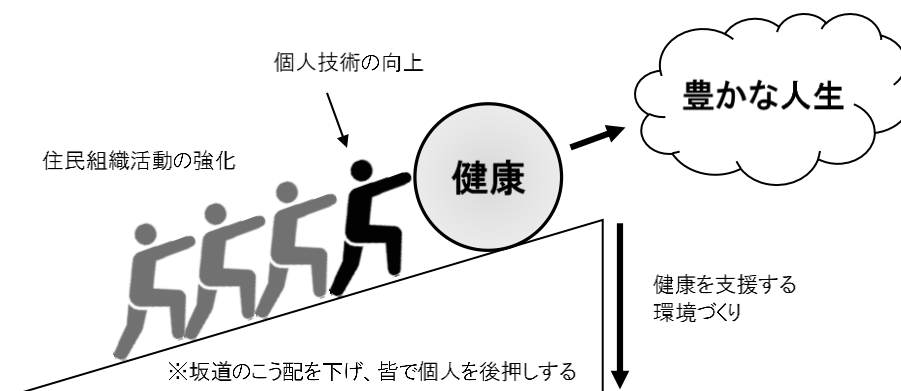 個人技術の向上
豊かな人生
住民組織活動の強化
健康
健康を支援する
環境づくり
※坂道のこう配を下げ、皆で個人を後押しする